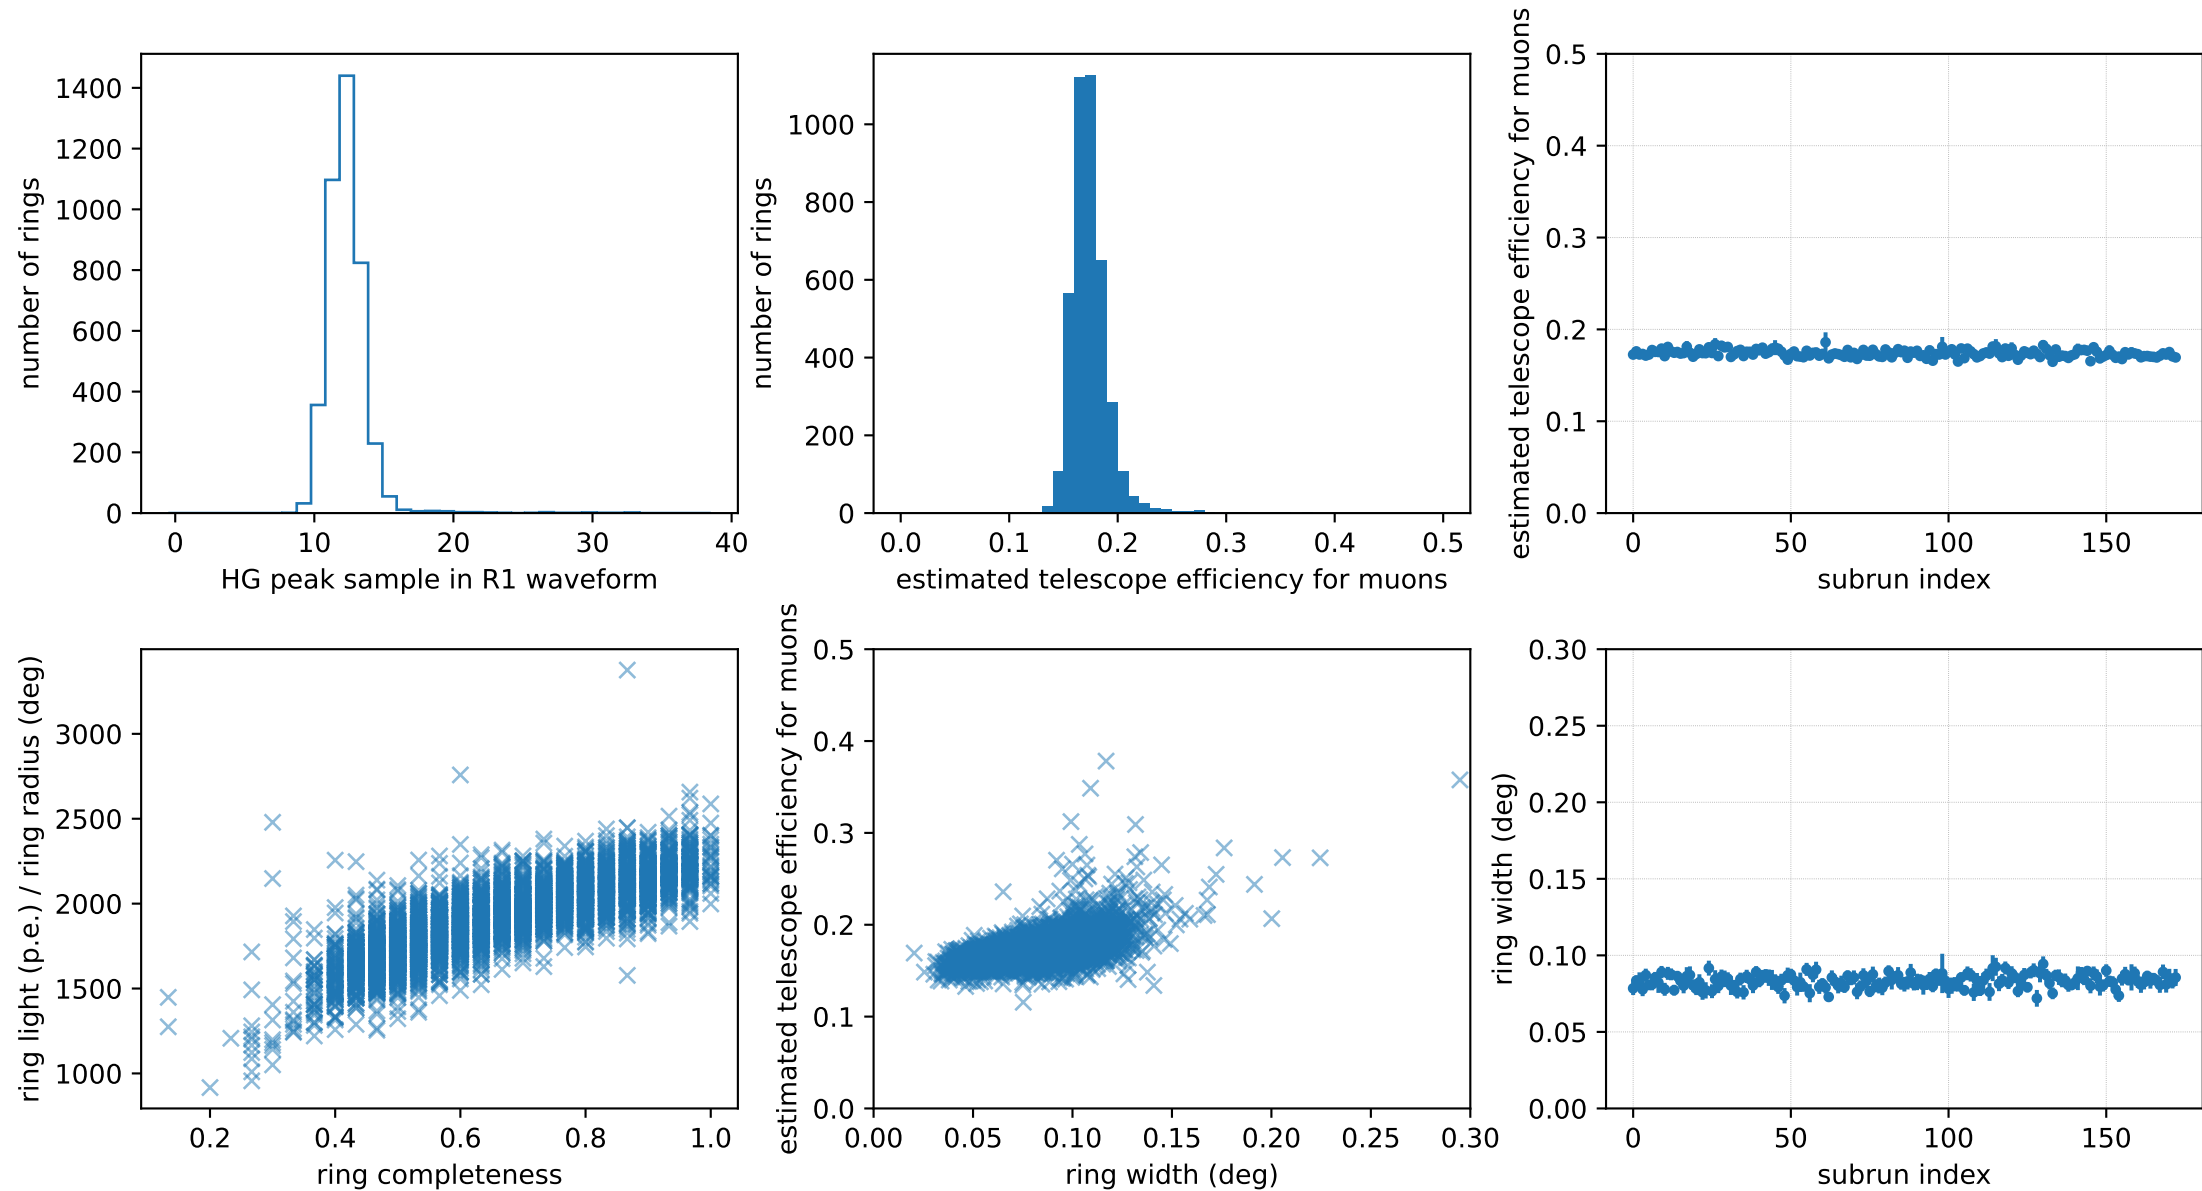 number of rings
1400
1200
1000
800
600
400
200
0
0 10 20 30 40
HG peak sample in R1 waveform
number of rings
1000
800
600
400
200
0
0.0 0.1 0.2 0.3 0.4 0.5
estimated telescope efficiency for muons
estimated telescope efficiency for muons
0.5
0.4
0.3
0.2
0.1
0.0
0 50 100 150
subrun index
ring light (p.e.) / ring radius (deg)
3000
2500
2000
1500
1000
0.2 0.4 0.6 0.8 1.0
ring completeness
estimated telescope efficiency for muons
0.5
0.4
0.3
0.2
0.1
0.0
0.00 0.05 0.10 0.15 0.20 0.25 0.30
ring width (deg)
ring width (deg)
0.30
0.25
0.20
0.15
0.10
0.05
0.00
0 50 100 150
subrun index